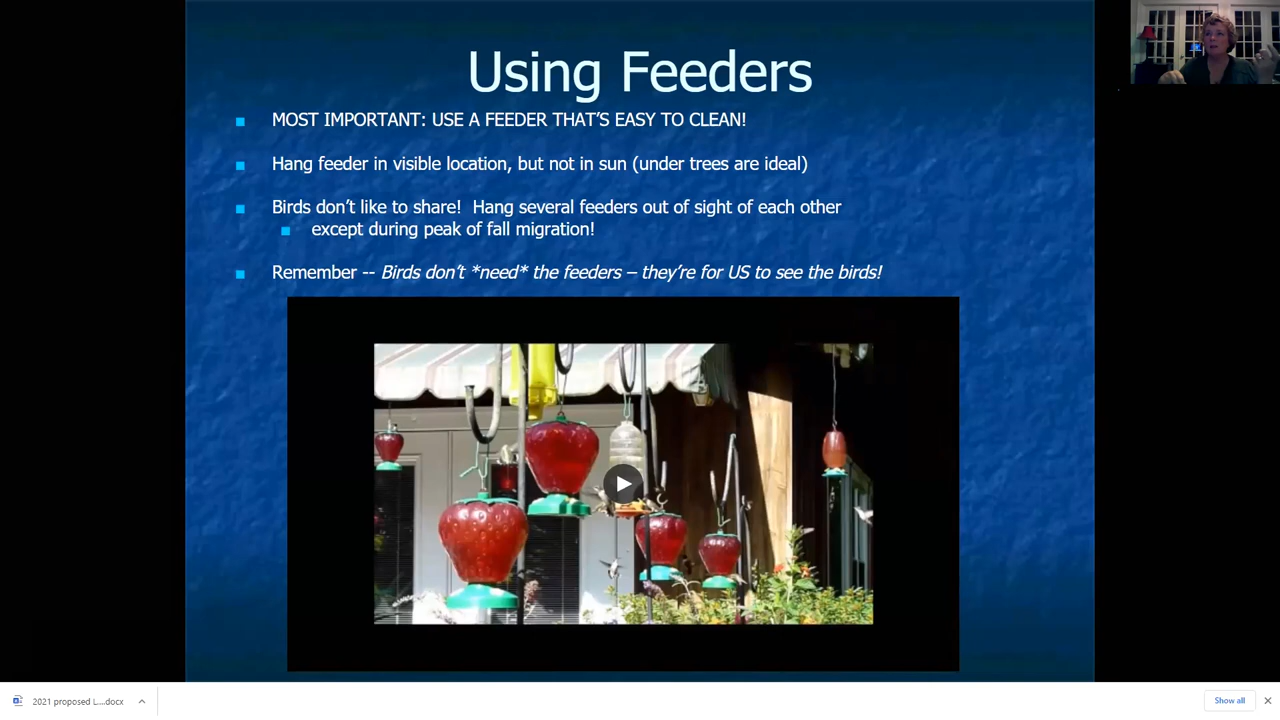 Using Feeders
MOST IMPORTANT: USE A FEEDER THAT'S EASY TO CLEAN!
Hang feeder in visible location, but not in sun (under trees are ideal)
Birds don't like to share!  Hang several feeders out of sight of each other
except during peak of fall migration!
Remember -- Birds don't *need* the feeders – they're for US to see the birds!
2021 proposed L....docx
Show all